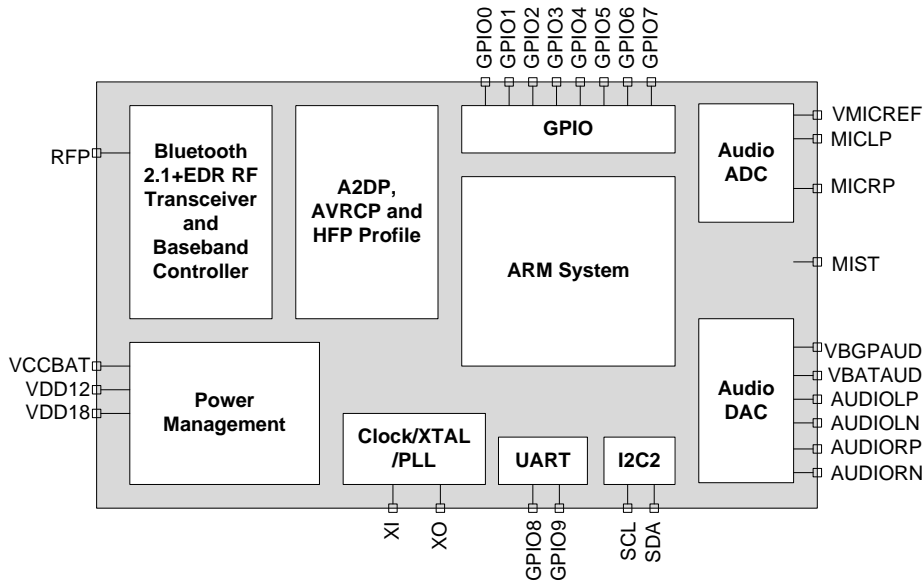 GPIO0
GPIO1
GPIO2
GPIO3
GPIO4
GPIO5
GPIO6
GPIO7
RFP
Bluetooth
2.1+EDR RF
Transceiver
and
Baseband
Controller
A2DP,
AVRCP and
HFP Profile
GPIO
ARM System
Audio
ADC
VMICREF
MICLP
MICRP
MIST
VCCBAT
VDD12
VDD18
Power
Management
Clock/XTAL
/PLL
UART
I2C2
Audio
DAC
VBGPAUD
VBATAUD
AUDIOLP
AUDIOLN
AUDIORP
AUDIORN
XI
XO
GPIO8
GPIO9
SCL
SDA